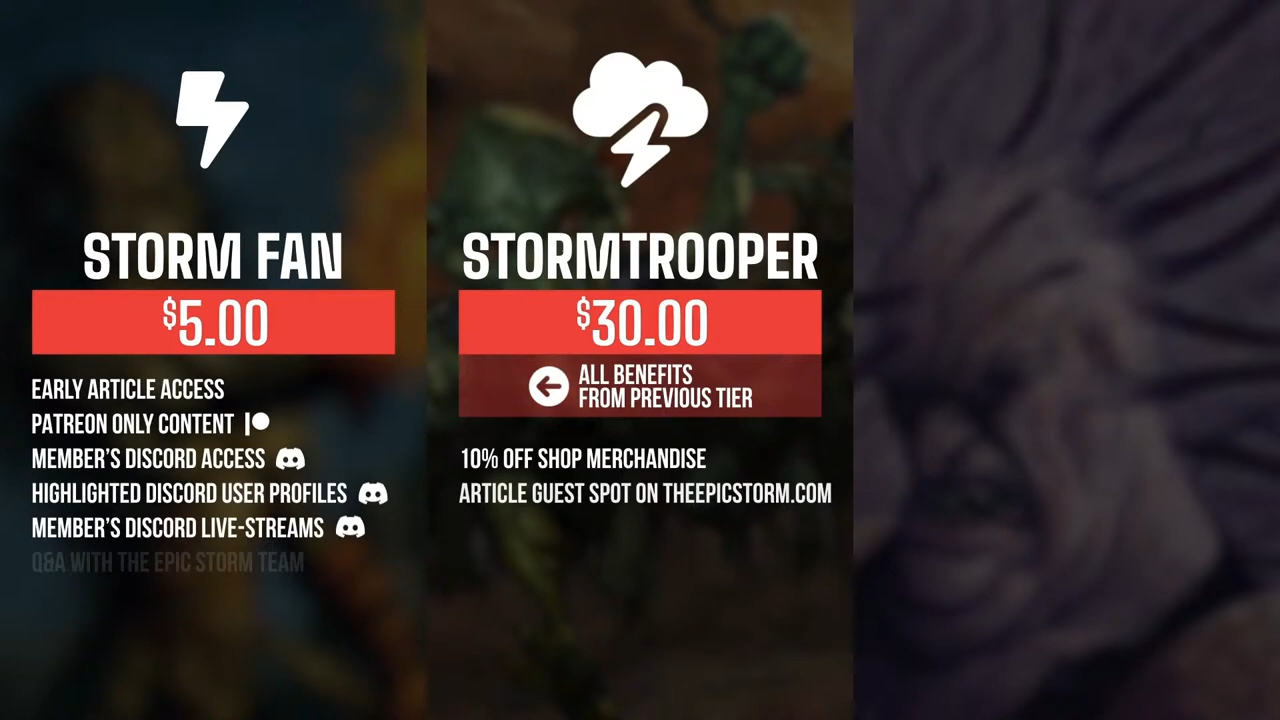 STORM FAN
$5.00
EARLY ARTICLE ACCESS
PATREON ONLY CONTENT
MEMBER'S DISCORD ACCESS
HIGHLIGHTED DISCORD USER PROFILES
MEMBER'S DISCORD LIVE-STREAMS
Q&A WITH THE EPIC STORM TEAM
STORMTROOPER
$30.00
ALL BENEFITS
FROM PREVIOUS TIER
10% OFF SHOP MERCHANDISE
ARTICLE GUEST SPOT ON THEEPICSTORM.COM